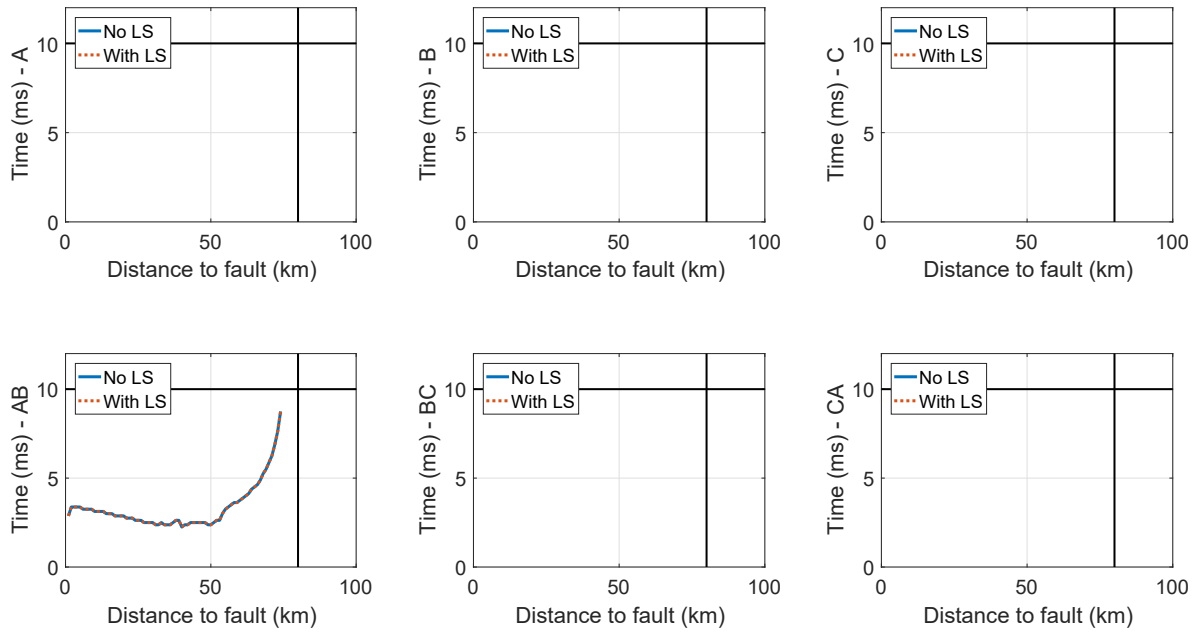 No LS
With LS
10
5
0
0 50 100
Time (ms) - A
Distance to fault (km)
No LS
With LS
10
5
0
0 50 100
Time (ms) - B
Distance to fault (km)
No LS
With LS
10
5
0
0 50 100
Time (ms) - C
Distance to fault (km)
No LS
With LS
10
5
0
0 50 100
Time (ms) - AB
Distance to fault (km)
No LS
With LS
10
5
0
0 50 100
Time (ms) - BC
Distance to fault (km)
No LS
With LS
10
5
0
0 50 100
Time (ms) - CA
Distance to fault (km)